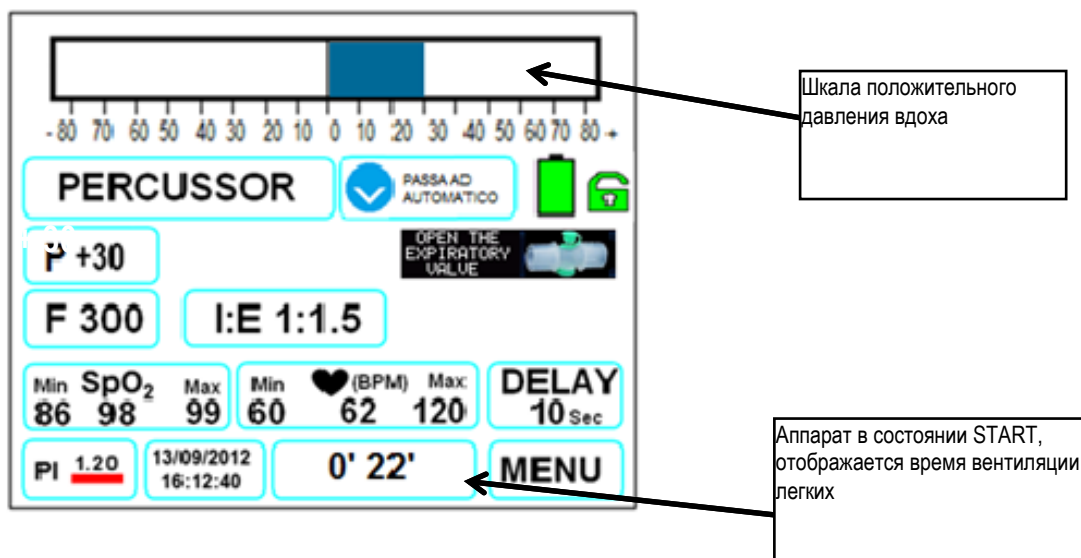 Шкала положительного
давления вдоха
- 80 70 60 50 40 30 20 10 0 10 20 30 40 50 60 70 80 +
PERCUSSOR
PASSA AD
AUTOMATICO
P +30
OPEN THE
EXPIRATORY
VALVE
F 300
I:E 1:1.5
Min SpO₂ Max
86 98 99
Min (BPM) Max
60 62 120
DELAY
10 Sec
PI 1.20
13/09/2012
16:12:40
0' 22'
MENU
Аппарат в состоянии START,
отображается время вентиляции
легких